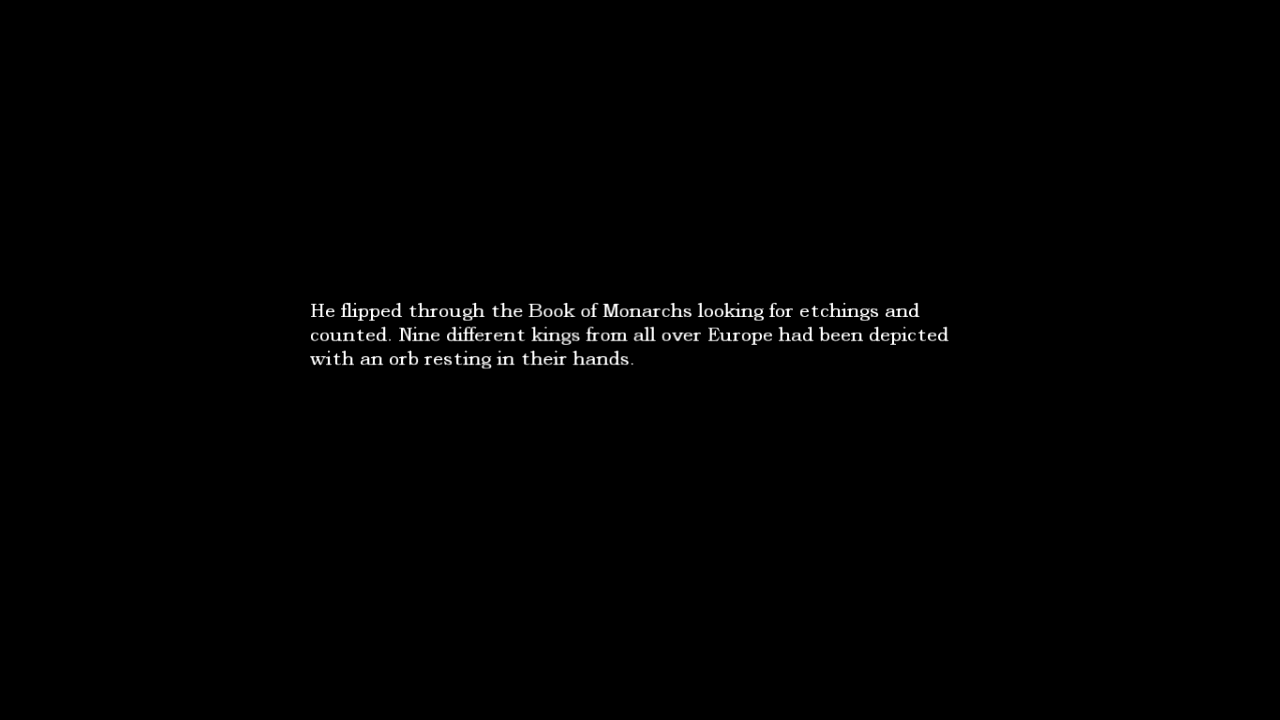 He flipped through the Book of Monarchs looking for etchings and
counted. Nine different kings from all over Europe had been depicted
with an orb resting in their hands.